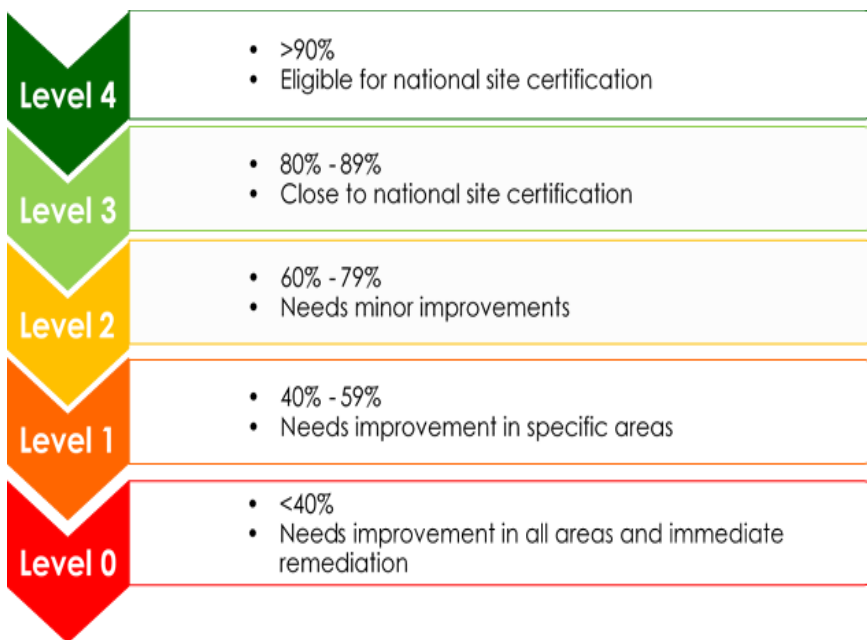 Level 4
• >90%
• Eligible for national site certification
Level 3
• 80% - 89%
• Close to national site certification
Level 2
• 60% - 79%
• Needs minor improvements
Level 1
• 40% - 59%
• Needs improvement in specific areas
Level 0
• <40%
• Needs improvement in all areas and immediate
remediation